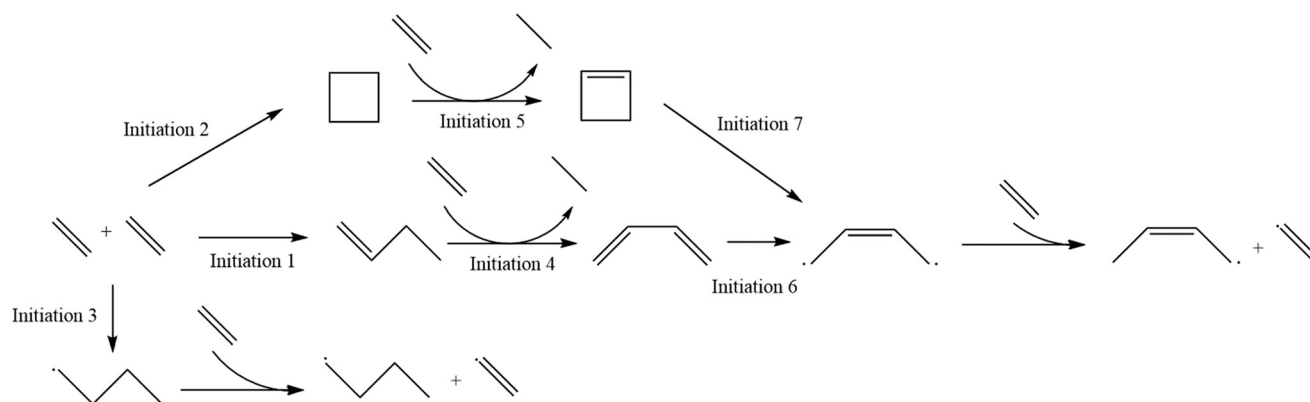 Initiation 2
Initiation 5
Initiation 7
+
Initiation 1
Initiation 4
Initiation 6
+
Initiation 3
+